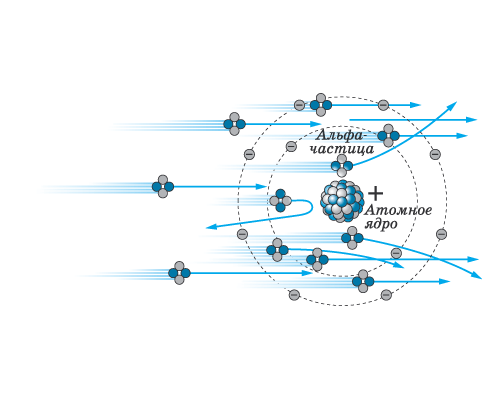 Альфа-
частица
+
Атомное
ядро